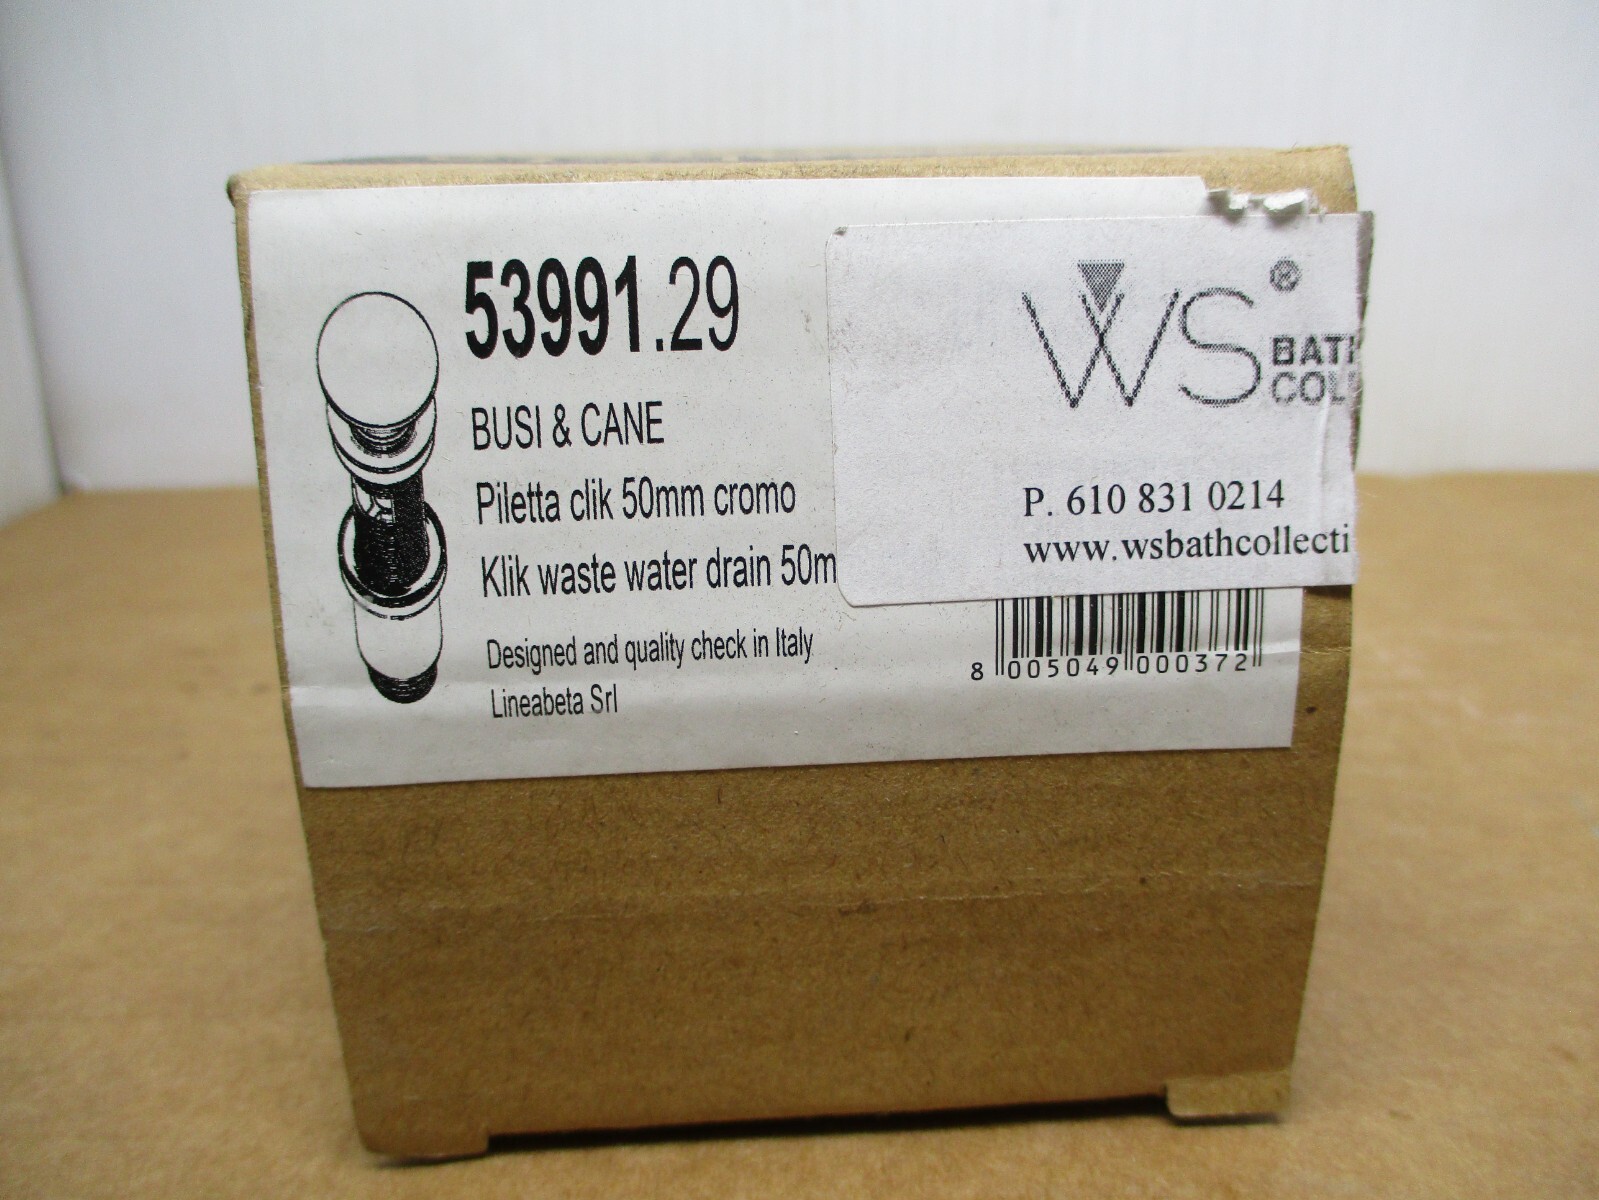 53991.29
BUSI & CANE
Piletta clik 50mm cromo
Klik waste water drain 50m
Designed and quality check in Italy
Lineabeta Srl
WS®
BATH
COL
P. 610 831 0214
www.wsbathcollecti
8 005049 000372